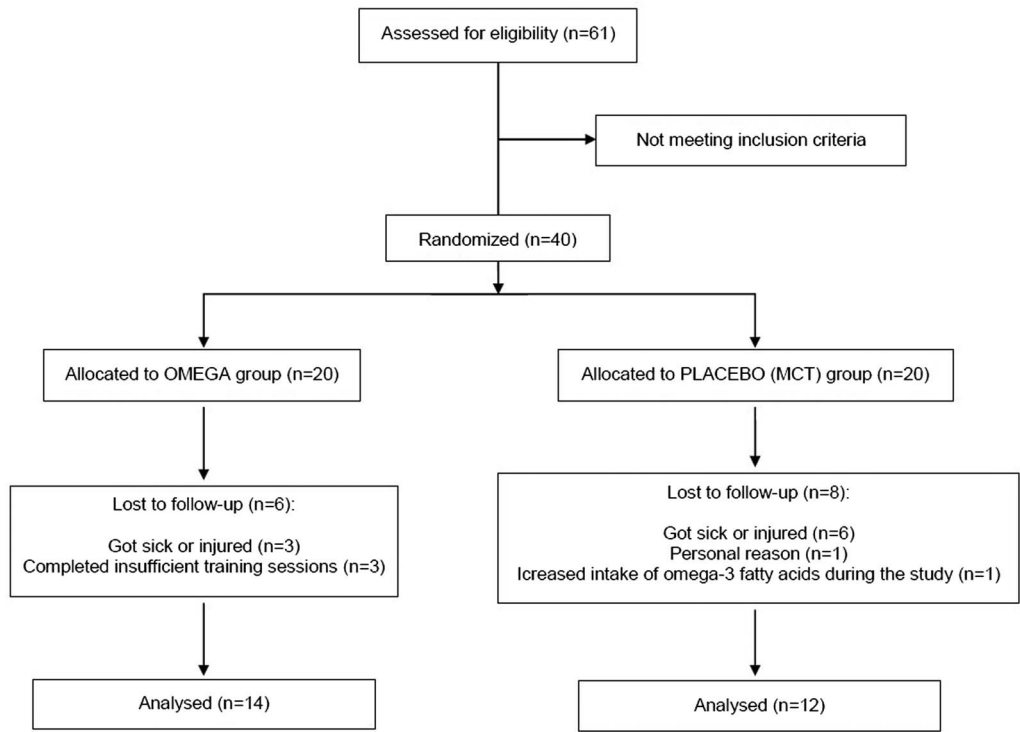 Assessed for eligibility (n=61)
Not meeting inclusion criteria
Randomized (n=40)
Allocated to OMEGA group (n=20)
Allocated to PLACEBO (MCT) group (n=20)
Lost to follow-up (n=6):
Got sick or injured (n=3)
Completed insufficient training sessions (n=3)
Lost to follow-up (n=8):
Got sick or injured (n=6)
Personal reason (n=1)
Icreased intake of omega-3 fatty acids during the study (n=1)
Analysed (n=14)
Analysed (n=12)